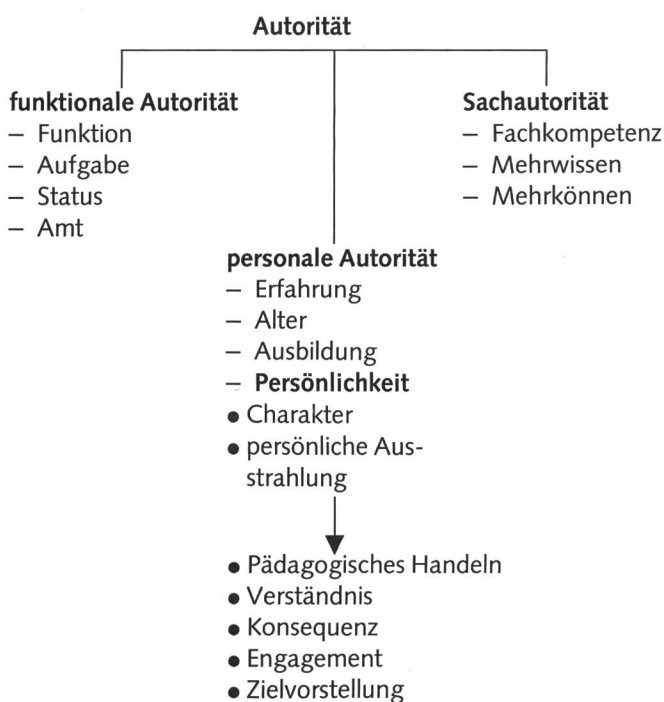 Autorität
funktionale Autorität
– Funktion
– Aufgabe
– Status
– Amt
Sachautorität
– Fachkompetenz
– Mehrwissen
– Mehrkönnen
personale Autorität
– Erfahrung
– Alter
– Ausbildung
– Persönlichkeit
● Charakter
● persönliche Aus-
strahlung
● Pädagogisches Handeln
● Verständnis
● Konsequenz
● Engagement
● Zielvorstellung